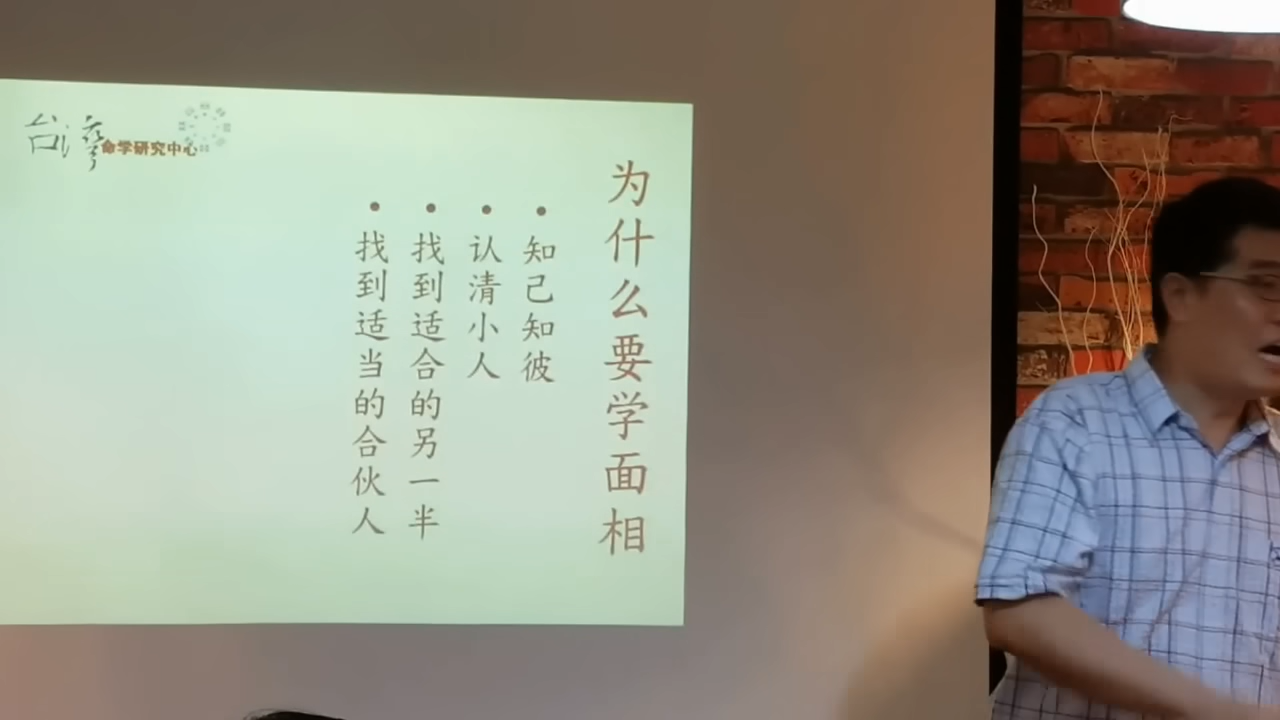 台灣命学研究中心
为什么要学面相
• 知己知彼
• 认清小人
• 找到适合的另一半
• 找到适当的合伙人